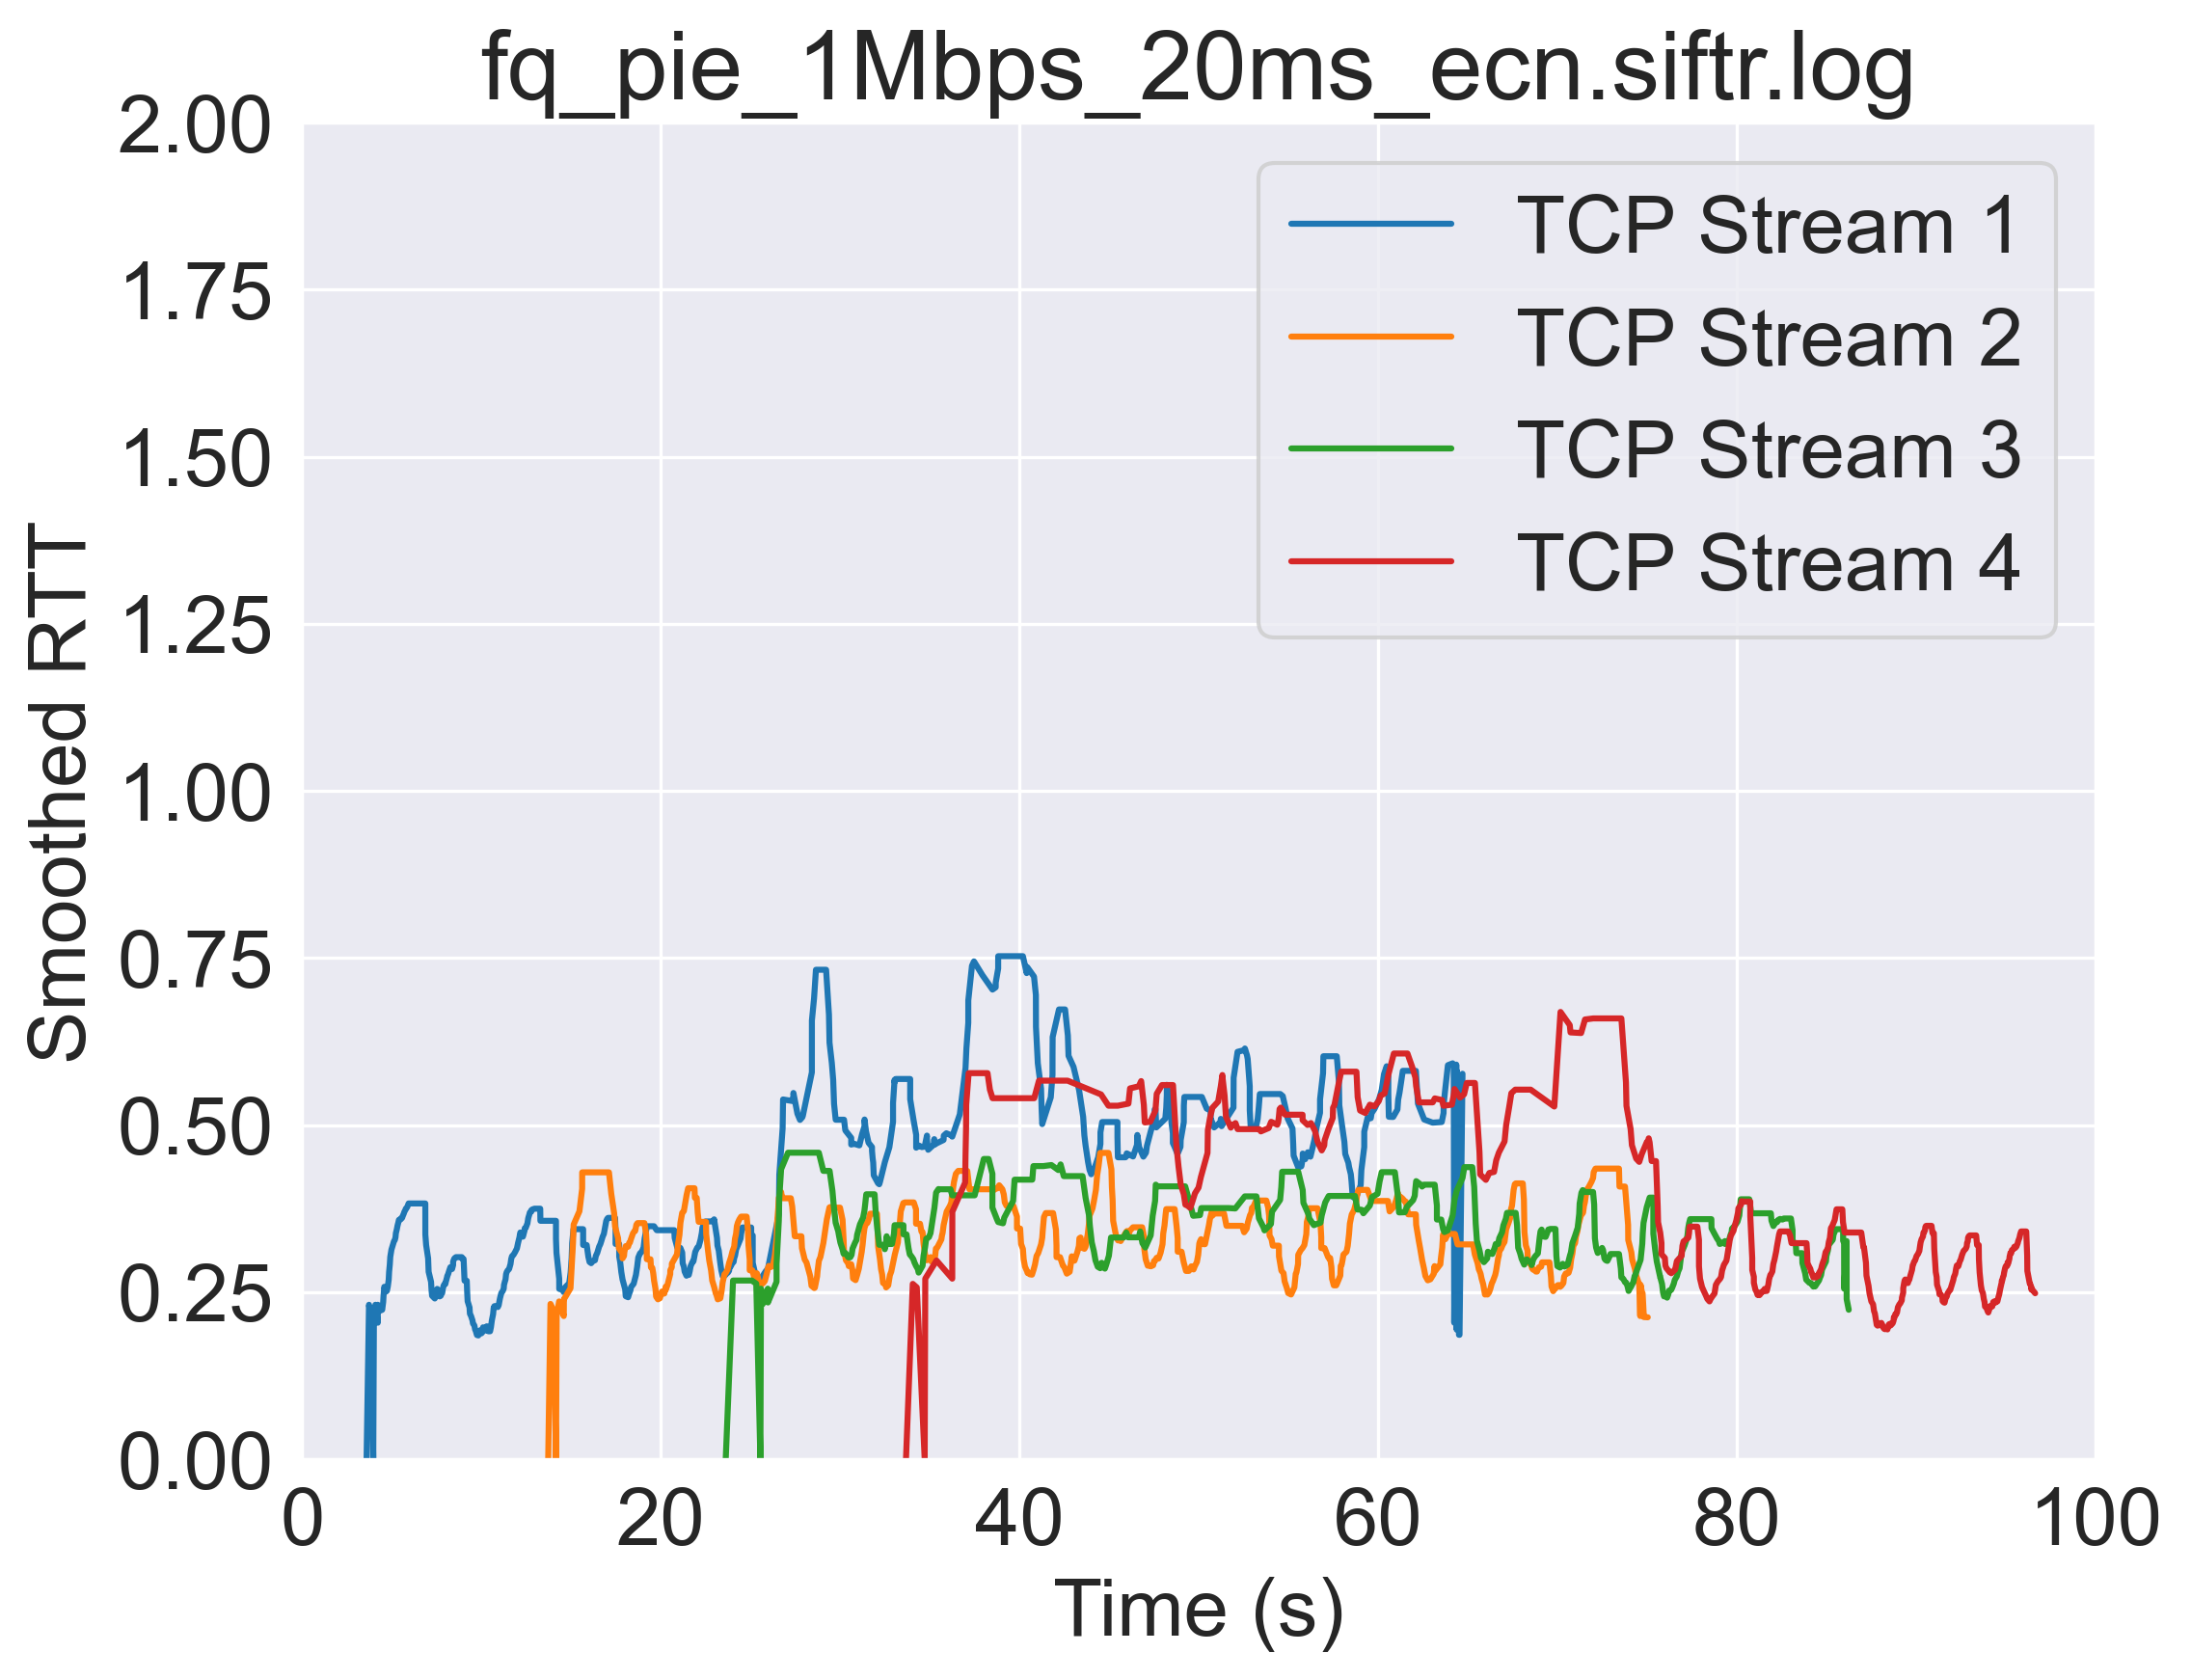 fq_pie_1Mbps_20ms_ecn.siftr.log
2.00
1.75
1.50
1.25
1.00
0.75
0.50
0.25
0.00
Smoothed RTT
TCP Stream 1
TCP Stream 2
TCP Stream 3
TCP Stream 4
0 20 40 60 80 100
Time (s)